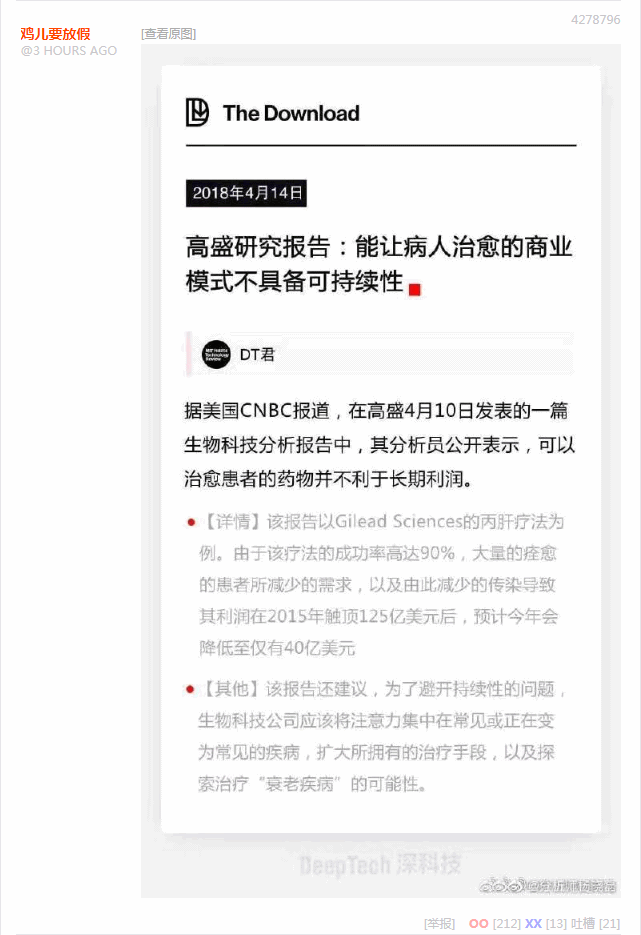 4278796
鸡儿要放假
@3 HOURS AGO
[查看原图]
The Download
2018年4月14日
高盛研究报告：能让病人治愈的商业
模式不具备可持续性
MIT Technology Review
DT君
据美国CNBC报道，在高盛4月10日发表的一篇
生物科技分析报告中，其分析员公开表示，可以
治愈患者的药物并不利于长期利润。
【详情】该报告以Gilead Sciences的丙肝疗法为
例。由于该疗法的成功率高达90%，大量的痊愈
的患者所减少的需求，以及由此减少的传染导致
其利润在2015年触顶125亿美元后，预计今年会
降低至仅有40亿美元
【其他】该报告还建议，为了避开持续性的问题，
生物科技公司应该将注意力集中在常见或正在变
为常见的疾病，扩大所拥有的治疗手段，以及探
索治疗“衰老疾病”的可能性。
DeepTech 深科技
[举报] OO [212] XX [13] 吐槽 [21]